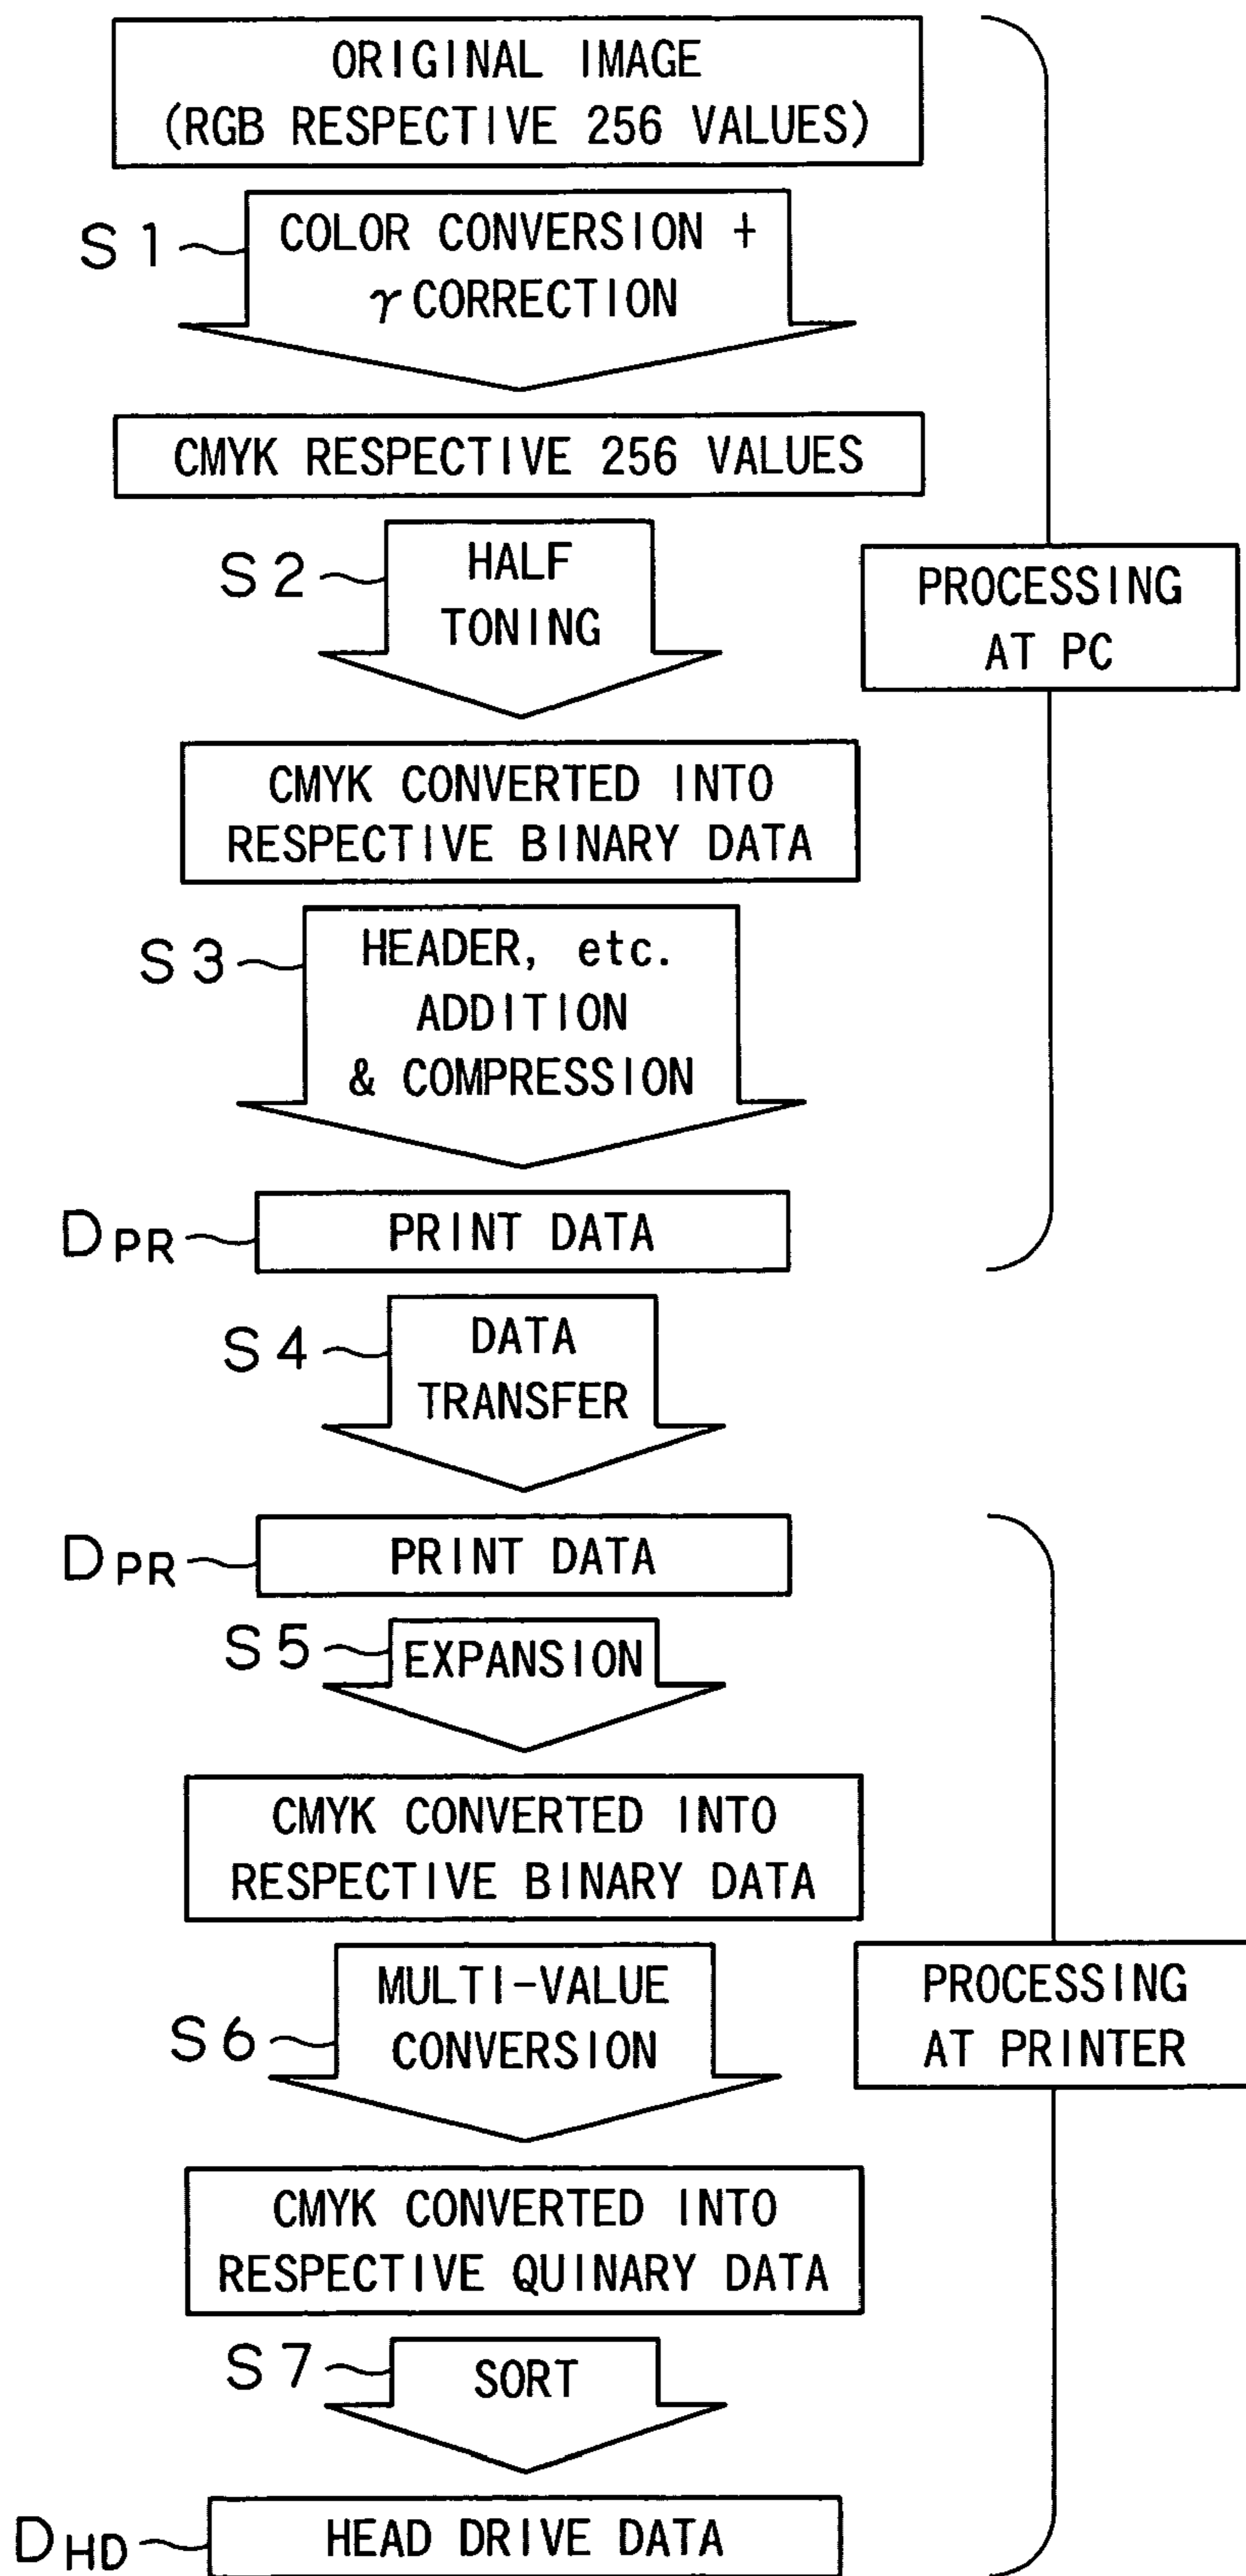 ORIGINAL IMAGE
(RGB RESPECTIVE 256 VALUES)
S1
COLOR CONVERSION +
γ CORRECTION
CMYK RESPECTIVE 256 VALUES
S2
HALF
TONING
PROCESSING
AT PC
CMYK CONVERTED INTO
RESPECTIVE BINARY DATA
S3
HEADER, etc.
ADDITION
& COMPRESSION
DPR
PRINT DATA
S4
DATA
TRANSFER
DPR
PRINT DATA
S5
EXPANSION
CMYK CONVERTED INTO
RESPECTIVE BINARY DATA
S6
MULTI-VALUE
CONVERSION
PROCESSING
AT PRINTER
CMYK CONVERTED INTO
RESPECTIVE QUINARY DATA
S7
SORT
DHD
HEAD DRIVE DATA